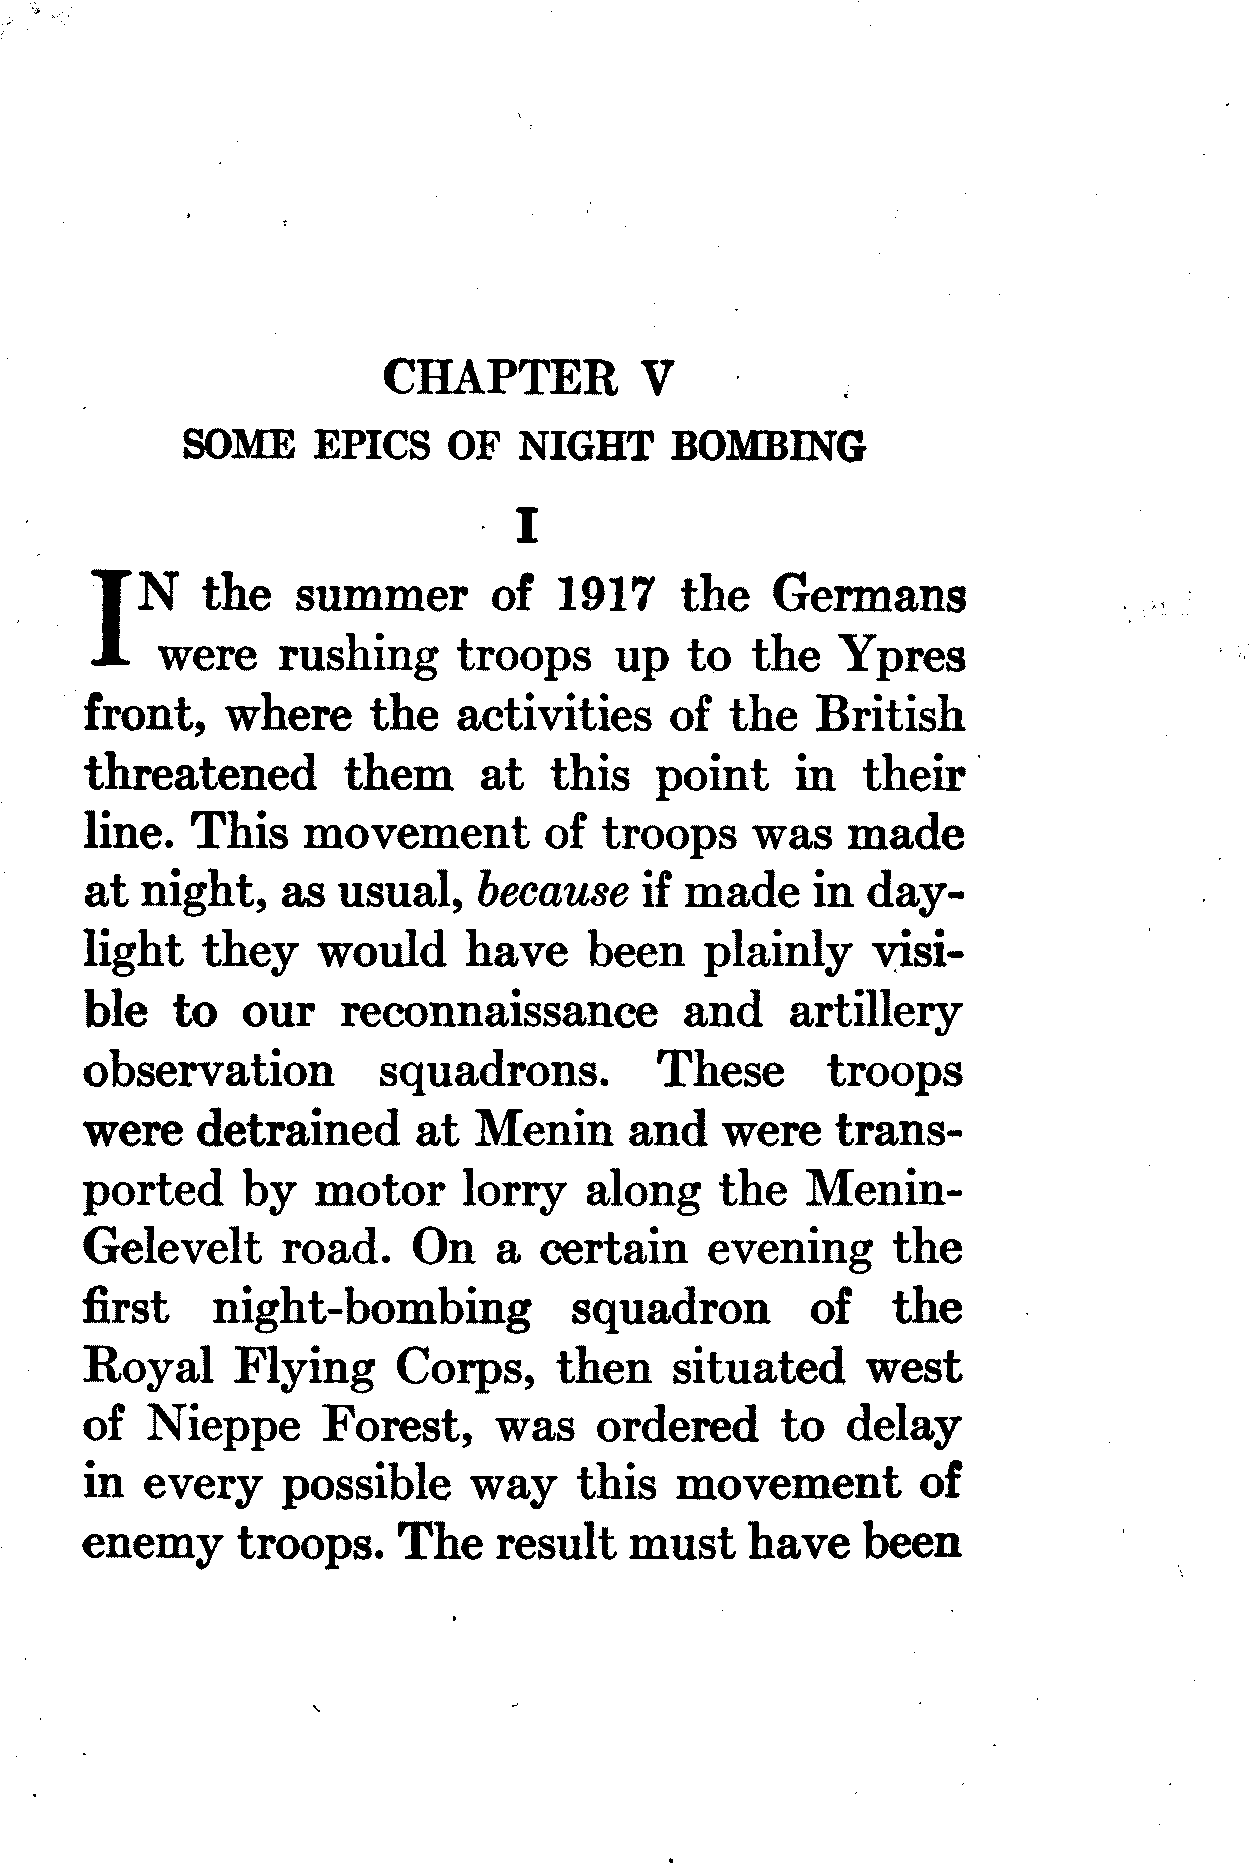 CHAPTER V
SOME EPICS OF NIGHT BOMBING
I
IN the summer of 1917 the Germans
were rushing troops up to the Ypres
front, where the activities of the British
threatened them at this point in their
line. This movement of troops was made
at night, as usual, because if made in day-
light they would have been plainly visi-
ble to our reconnaissance and artillery
observation squadrons. These troops
were detrained at Menin and were trans-
ported by motor lorry along the Menin-
Gelevelt road. On a certain evening the
first night-bombing squadron of the
Royal Flying Corps, then situated west
of Nieppe Forest, was ordered to delay
in every possible way this movement of
enemy troops. The result must have been